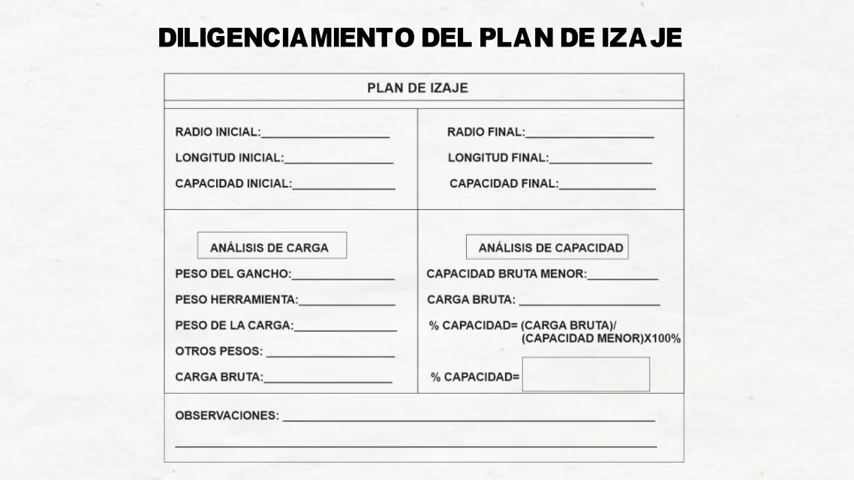 DILIGENCIAMIENTO DEL PLAN DE IZAJE
PLAN DE IZAJE
RADIO INICIAL:
LONGITUD INICIAL:
CAPACIDAD INICIAL:
RADIO FINAL:
LONGITUD FINAL:
CAPACIDAD FINAL:
ANÁLISIS DE CARGA
PESO DEL GANCHO:
PESO HERRAMIENTA:
PESO DE LA CARGA:
OTROS PESOS:
CARGA BRUTA:
ANÁLISIS DE CAPACIDAD
CAPACIDAD BRUTA MENOR:
CARGA BRUTA:
% CAPACIDAD= (CARGA BRUTA)/
(CAPACIDAD MENOR)X100%
% CAPACIDAD=
OBSERVACIONES: